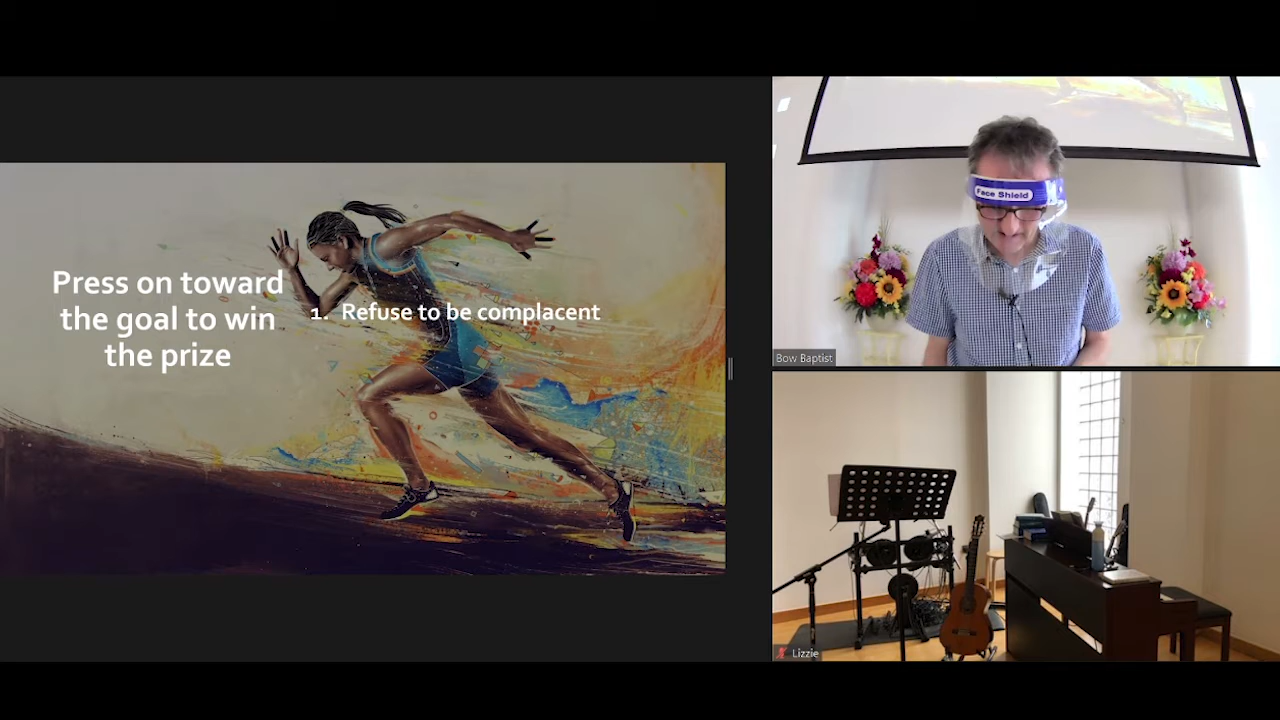 Press on toward
the goal to win
the prize
1. Refuse to be complacent
Face Shield
Bow Baptist
Lizzie